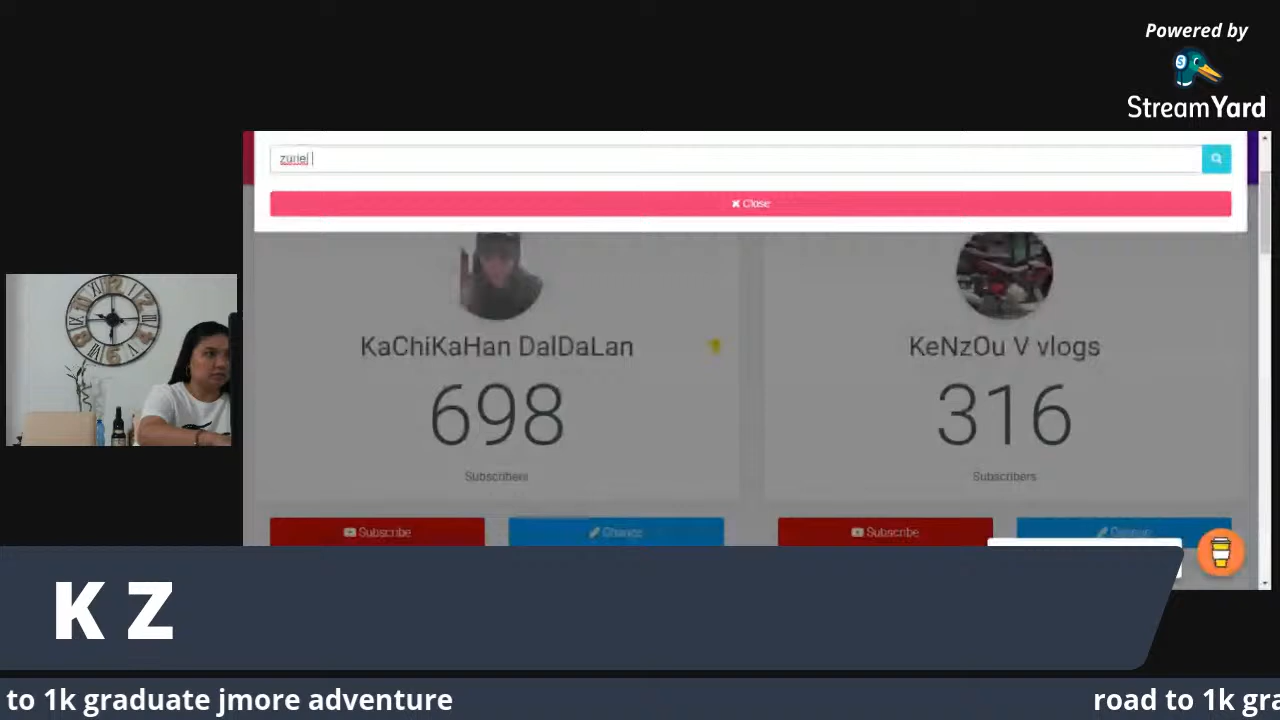 Powered by
StreamYard
zuriel
✖ Close
KaChiKaHan DalDaLan
KeNzOu V vlogs
698
316
Subscribers
Subscribers
Subscribe
Change
Subscribe
K Z
to 1k graduate jmore adventure
road to 1k gra